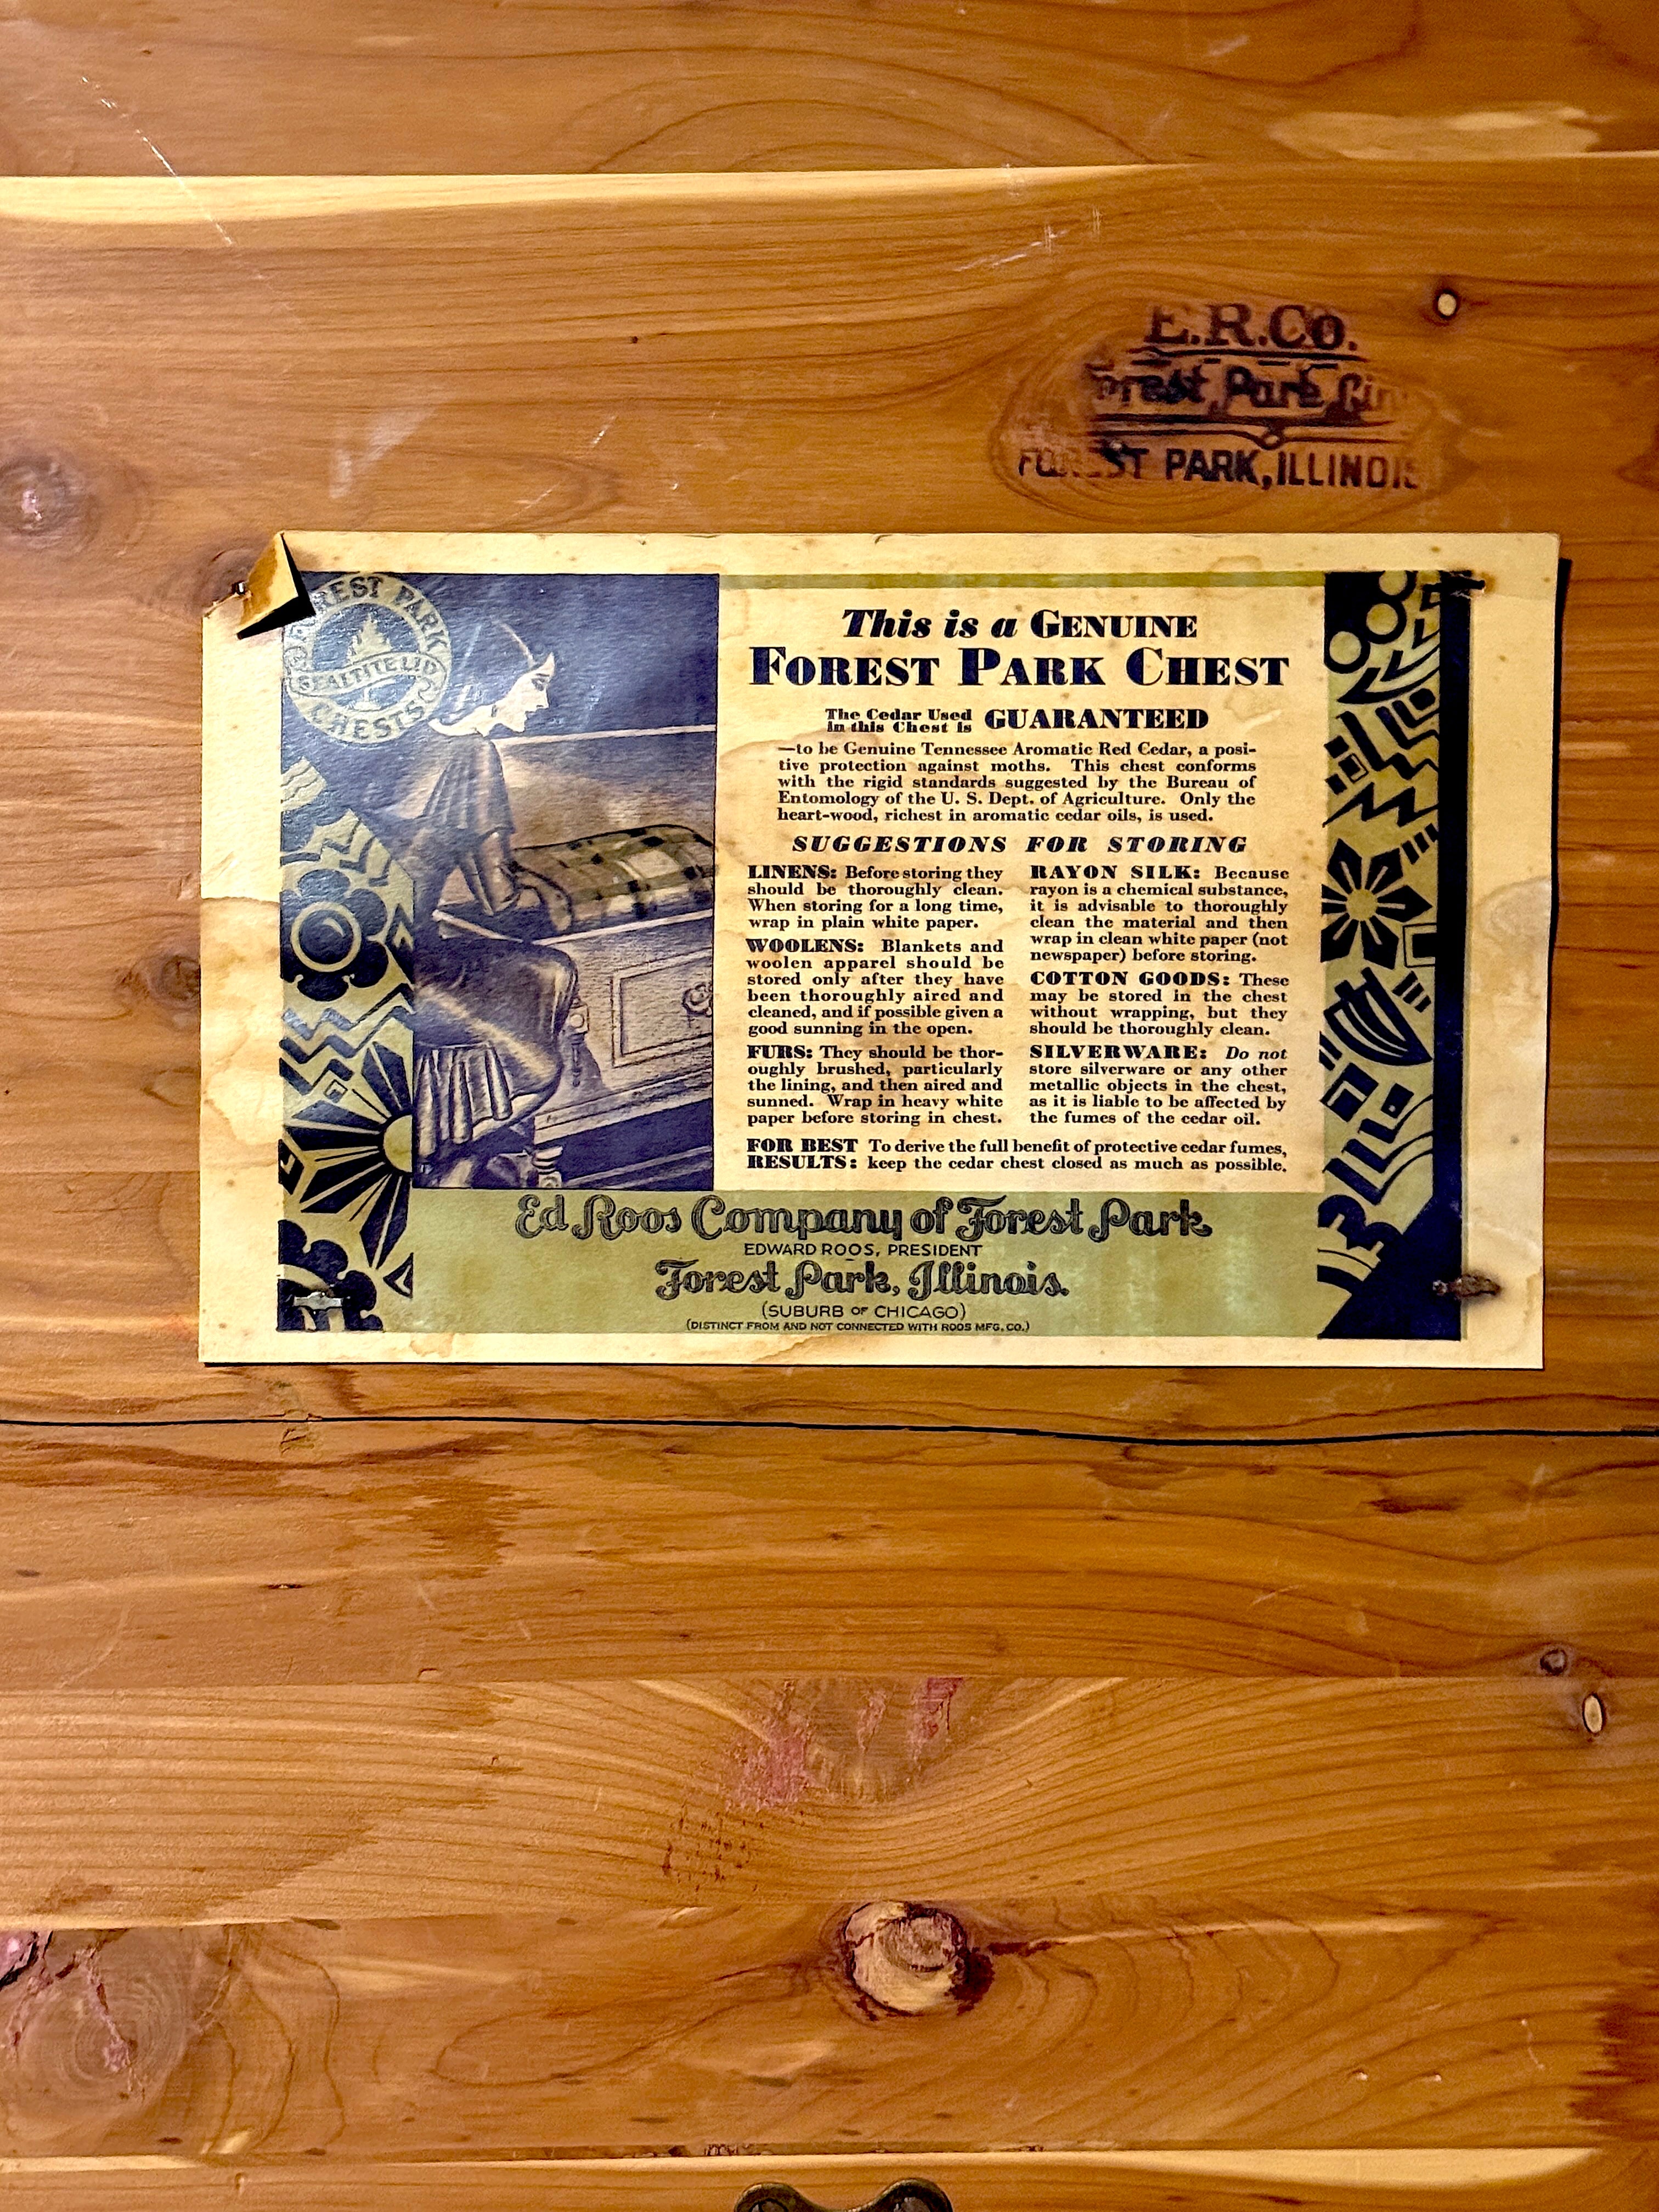 E.R.Co.
Park
FOREST PARK, ILLINOIS
FOREST PARK
SEALTITE LID
CHESTS
This is a GENUINE
FOREST PARK CHEST
The Cedar Used
in this Chest is GUARANTEED
—to be Genuine Tennessee Aromatic Red Cedar, a posi-
tive protection against moths. This chest conforms
with the rigid standards suggested by the Bureau of
Entomology of the U. S. Dept. of Agriculture. Only the
heart-wood, richest in aromatic cedar oils, is used.
SUGGESTIONS FOR STORING
LINENS: Before storing they
should be thoroughly clean.
When storing for a long time,
wrap in plain white paper.
WOOLENS: Blankets and
woolen apparel should be
stored only after they have
been thoroughly aired and
cleaned, and if possible given a
good sunning in the open.
FURS: They should be thor-
oughly brushed, particularly
the lining, and then aired and
sunned. Wrap in heavy white
paper before storing in chest.
RAYON SILK: Because
rayon is a chemical substance,
it is advisable to thoroughly
clean the material and then
wrap in clean white paper (not
newspaper) before storing.
COTTON GOODS: These
may be stored in the chest
without wrapping, but they
should be thoroughly clean.
SILVERWARE: Do not
store silverware or any other
metallic objects in the chest,
as it is liable to be affected by
the fumes of the cedar oil.
FOR BEST To derive the full benefit of protective cedar fumes,
RESULTS: keep the cedar chest closed as much as possible.
Ed Roos Company of Forest Park
EDWARD ROOS, PRESIDENT
Forest Park, Illinois.
(SUBURB OF CHICAGO)
(DISTINCT FROM AND NOT CONNECTED WITH ROOS MFG. CO.)